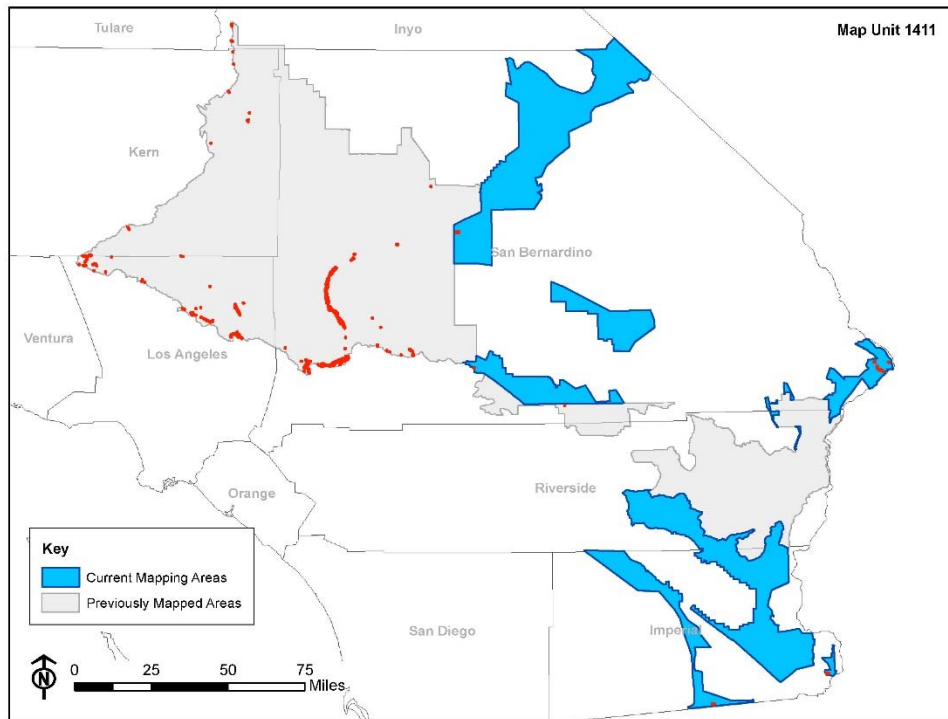 Tulare
Inyo
Map Unit 1411
Kern
San Bernardino
Ventura
Los Angeles
Orange
Riverside
Key
Current Mapping Areas
Previously Mapped Areas
San Diego
Imperial
N
0 25 50 75
Miles